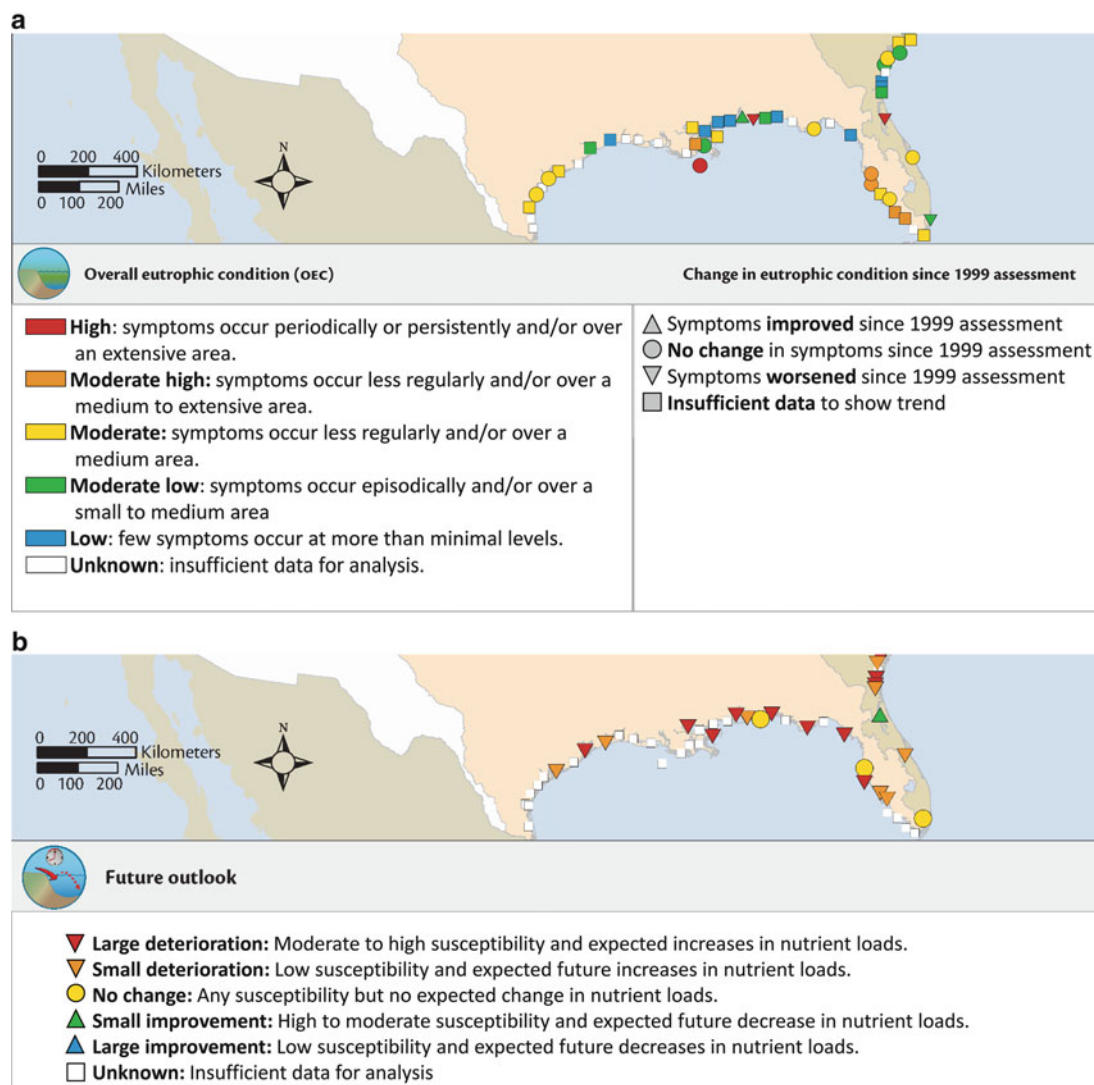 a
N
0 200 400
Kilometers
Miles
0 100 200
Overall eutrophic condition (OEC)
Change in eutrophic condition since 1999 assessment
High: symptoms occur periodically or persistently and/or over
an extensive area.
Moderate high: symptoms occur less regularly and/or over a
medium to extensive area.
Moderate: symptoms occur less regularly and/or over a
medium area.
Moderate low: symptoms occur episodically and/or over a
small to medium area
Low: few symptoms occur at more than minimal levels.
Unknown: insufficient data for analysis.
Symptoms improved since 1999 assessment
No change in symptoms since 1999 assessment
Symptoms worsened since 1999 assessment
Insufficient data to show trend
b
N
0 200 400
Kilometers
Miles
0 100 200
Future outlook
Large deterioration: Moderate to high susceptibility and expected increases in nutrient loads.
Small deterioration: Low susceptibility and expected future increases in nutrient loads.
No change: Any susceptibility but no expected change in nutrient loads.
Small improvement: High to moderate susceptibility and expected future decrease in nutrient loads.
Large improvement: Low susceptibility and expected future decreases in nutrient loads.
Unknown: Insufficient data for analysis